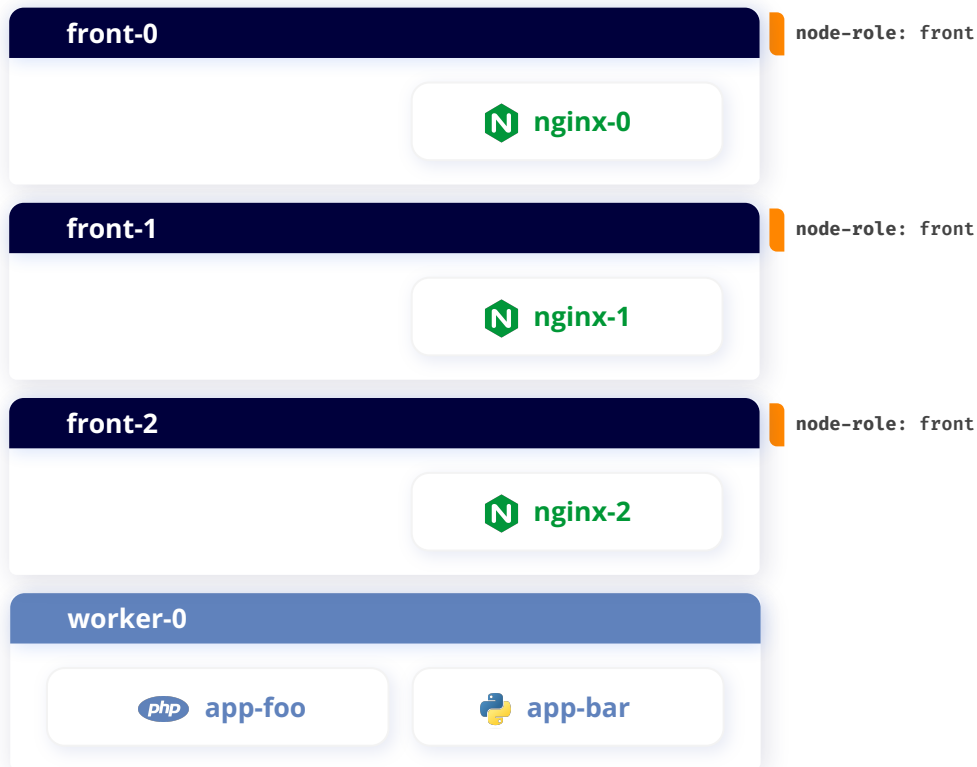 front-0
node-role: front
nginx-0
front-1
node-role: front
nginx-1
front-2
node-role: front
nginx-2
worker-0
php app-foo
app-bar